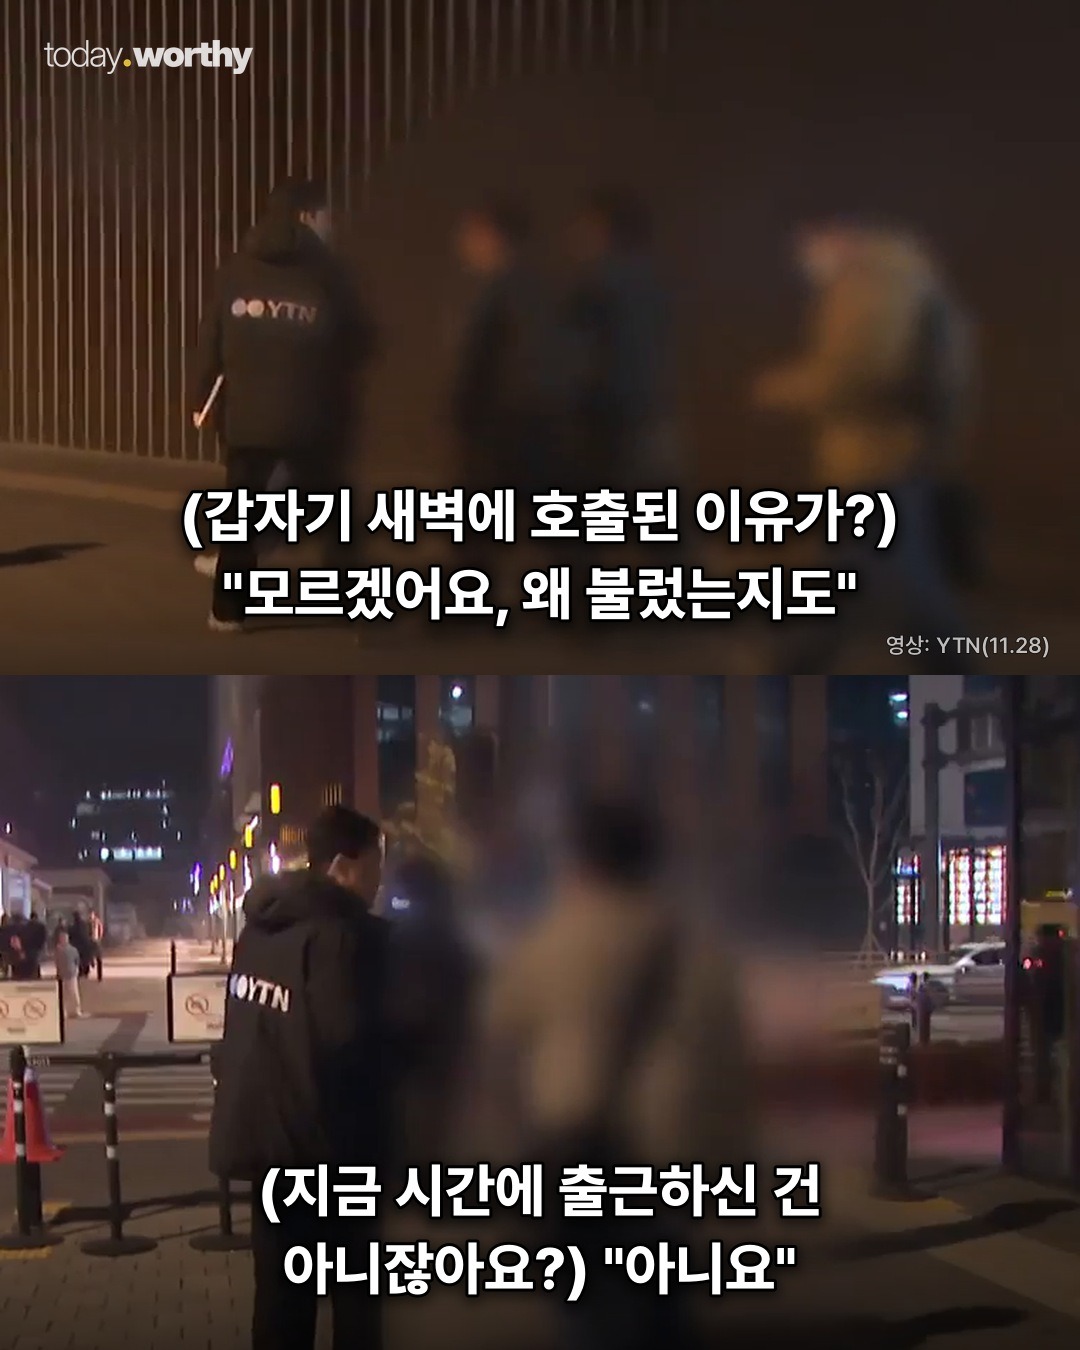 today.worthy
YTN
(갑자기 새벽에 호출된 이유가?)
"모르겠어요, 왜 불렀는지도"
영상: YTN(11.28)
YTN
(지금 시간에 출근하신 건
아니잖아요?) "아니요"